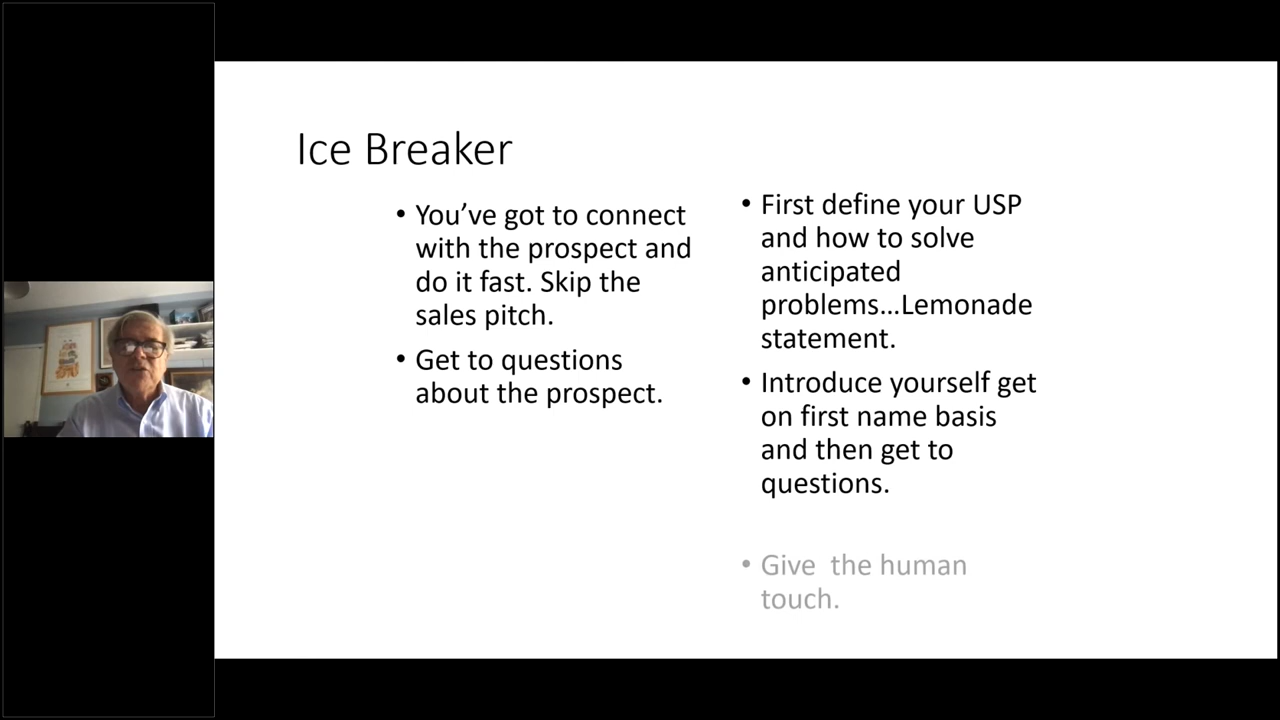 Ice Breaker
• You’ve got to connect
with the prospect and
do it fast. Skip the
sales pitch.
• Get to questions
about the prospect.
• First define your USP
and how to solve
anticipated
problems…Lemonade
statement.
• Introduce yourself get
on first name basis
and then get to
questions.
• Give  the human
touch.